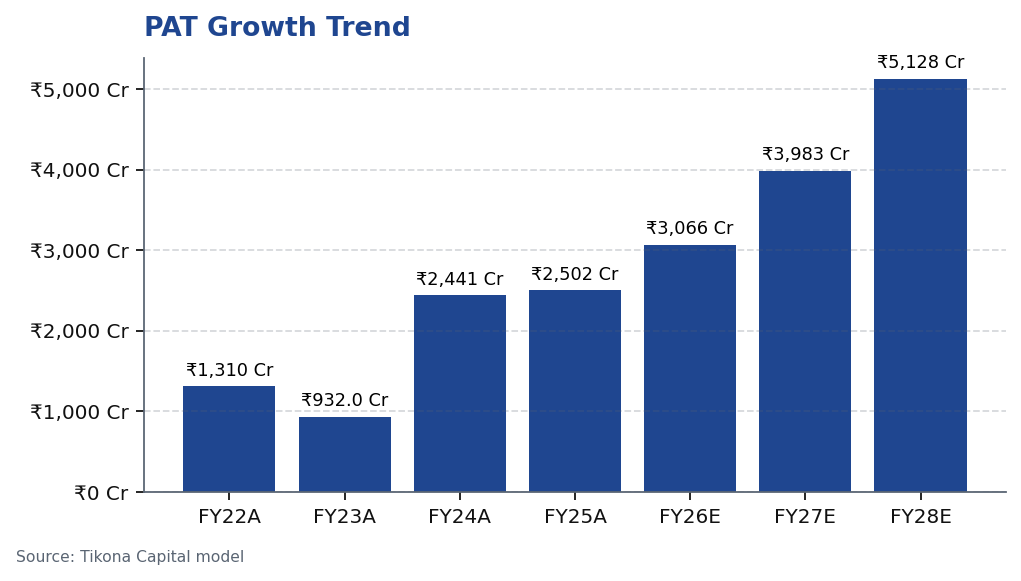 PAT Growth Trend
₹5,128 Cr
₹5,000 Cr
₹3,983 Cr
₹4,000 Cr
₹3,066 Cr
₹3,000 Cr
₹2,441 Cr
₹2,502 Cr
₹2,000 Cr
₹1,310 Cr
₹932.0 Cr
₹1,000 Cr
₹0 Cr
FY22A FY23A FY24A FY25A FY26E FY27E FY28E
Source: Tikona Capital model